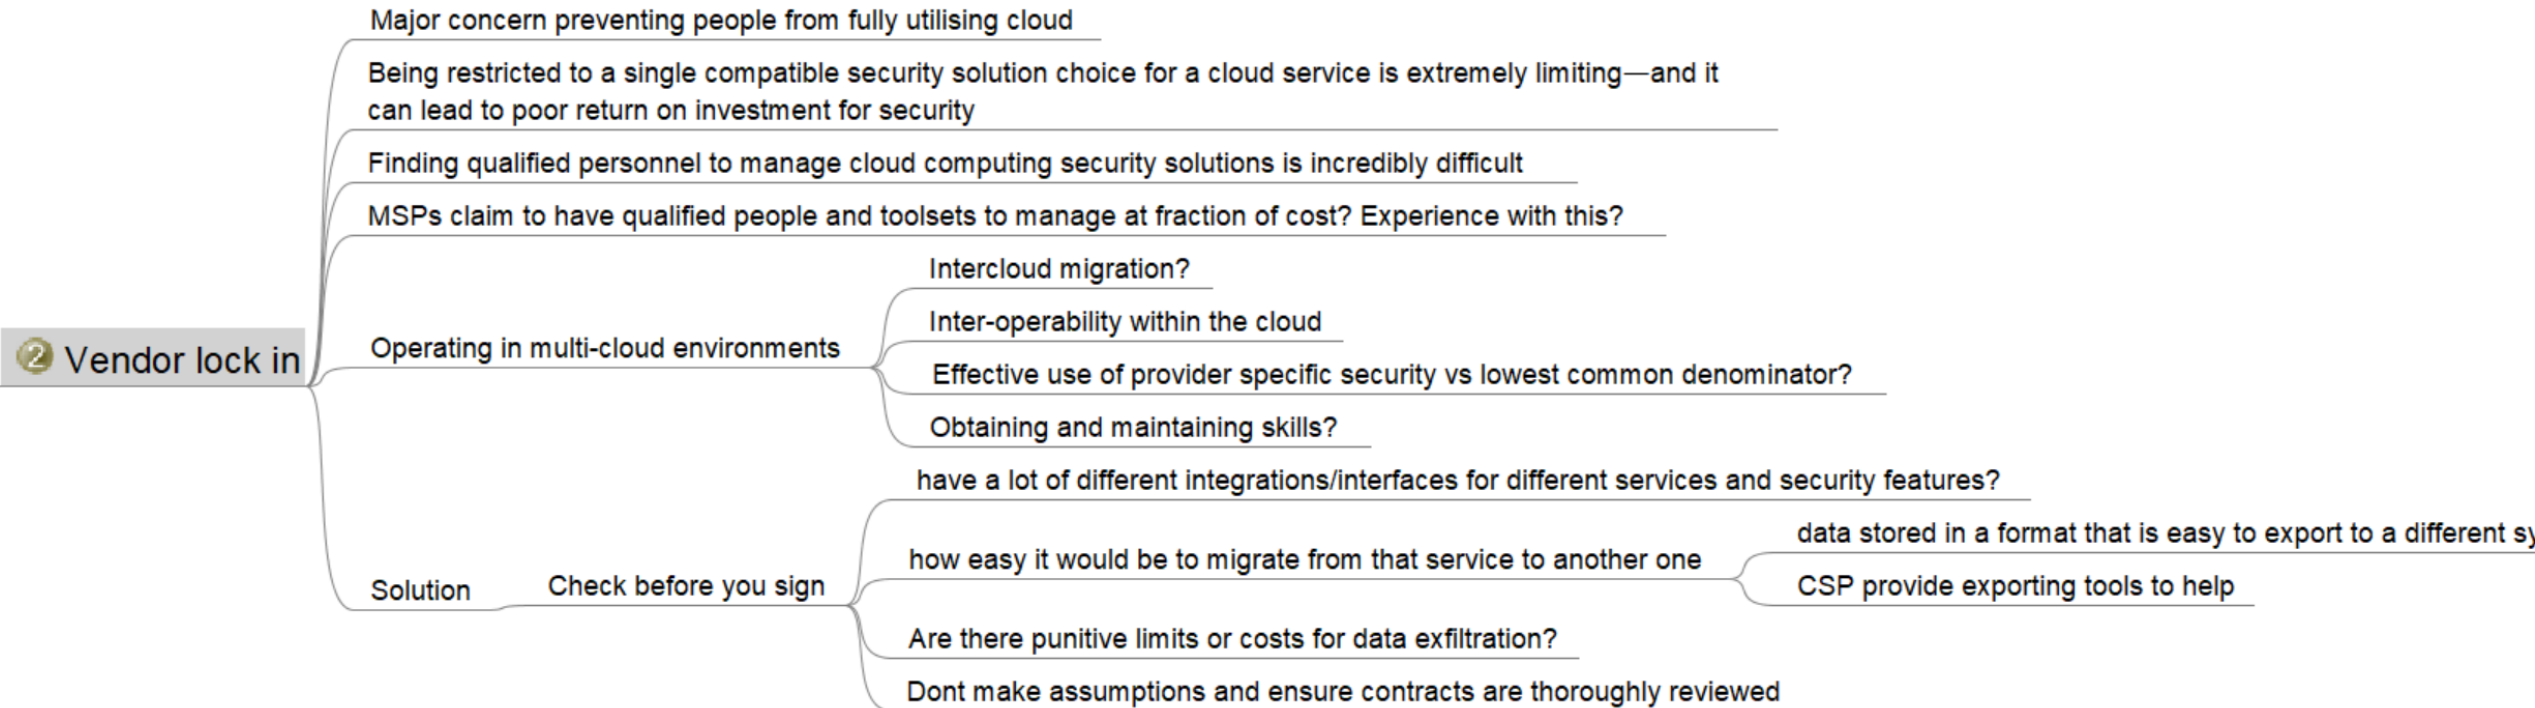 Major concern preventing people from fully utilising cloud
Being restricted to a single compatible security solution choice for a cloud service is extremely limiting—and it
can lead to poor return on investment for security
Finding qualified personnel to manage cloud computing security solutions is incredibly difficult
MSPs claim to have qualified people and toolsets to manage at fraction of cost? Experience with this?
2 Vendor lock in
Operating in multi-cloud environments
Intercloud migration?
Inter-operability within the cloud
Effective use of provider specific security vs lowest common denominator?
Obtaining and maintaining skills?
Solution
Check before you sign
have a lot of different integrations/interfaces for different services and security features?
how easy it would be to migrate from that service to another one
data stored in a format that is easy to export to a different
CSP provide exporting tools to help
Are there punitive limits or costs for data exfiltration?
Dont make assumptions and ensure contracts are thoroughly reviewed